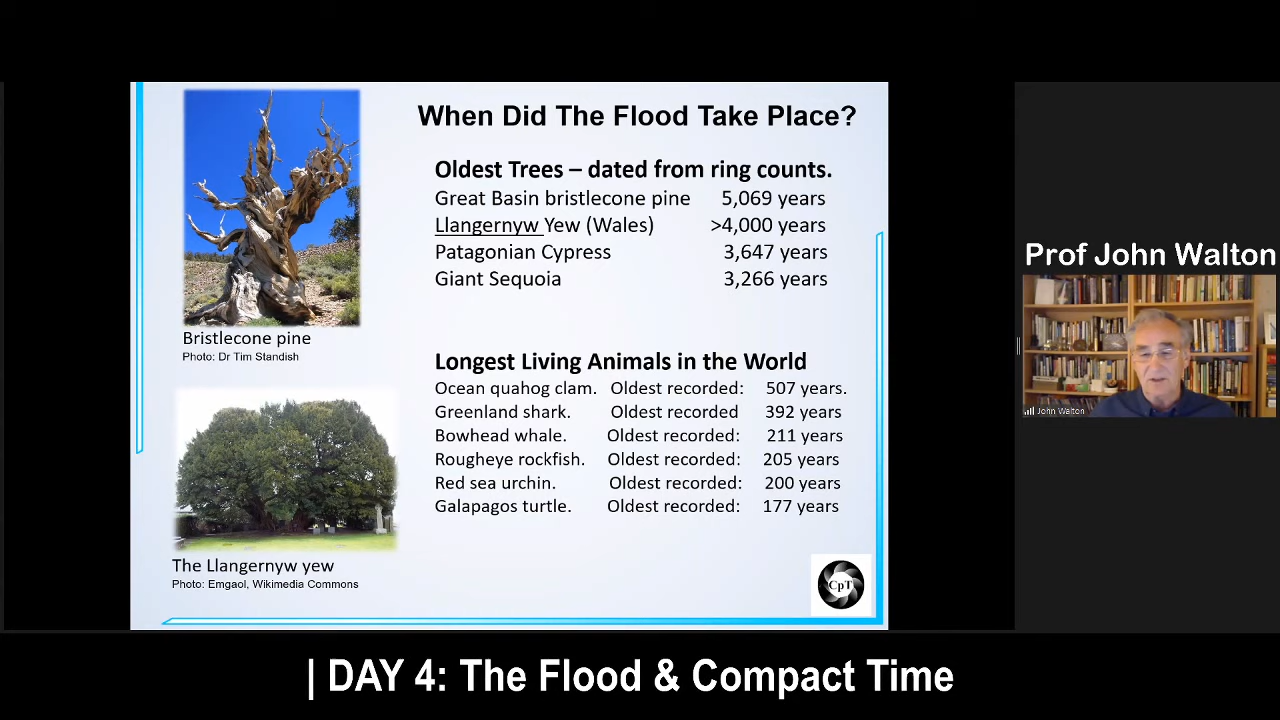 When Did The Flood Take Place?
Oldest Trees – dated from ring counts.
Great Basin bristlecone pine 5,069 years
Llangernyw Yew (Wales) >4,000 years
Patagonian Cypress 3,647 years
Giant Sequoia 3,266 years
Bristlecone pine
Photo: Dr Tim Standish
Longest Living Animals in the World
Ocean quahog clam. Oldest recorded: 507 years.
Greenland shark. Oldest recorded 392 years
Bowhead whale. Oldest recorded: 211 years
Rougheye rockfish. Oldest recorded: 205 years
Red sea urchin. Oldest recorded: 200 years
Galapagos turtle. Oldest recorded: 177 years
The Llangernyw yew
Photo: Emgaol, Wikimedia Commons
CpT
Prof John Walton
John Walton
| DAY 4: The Flood & Compact Time